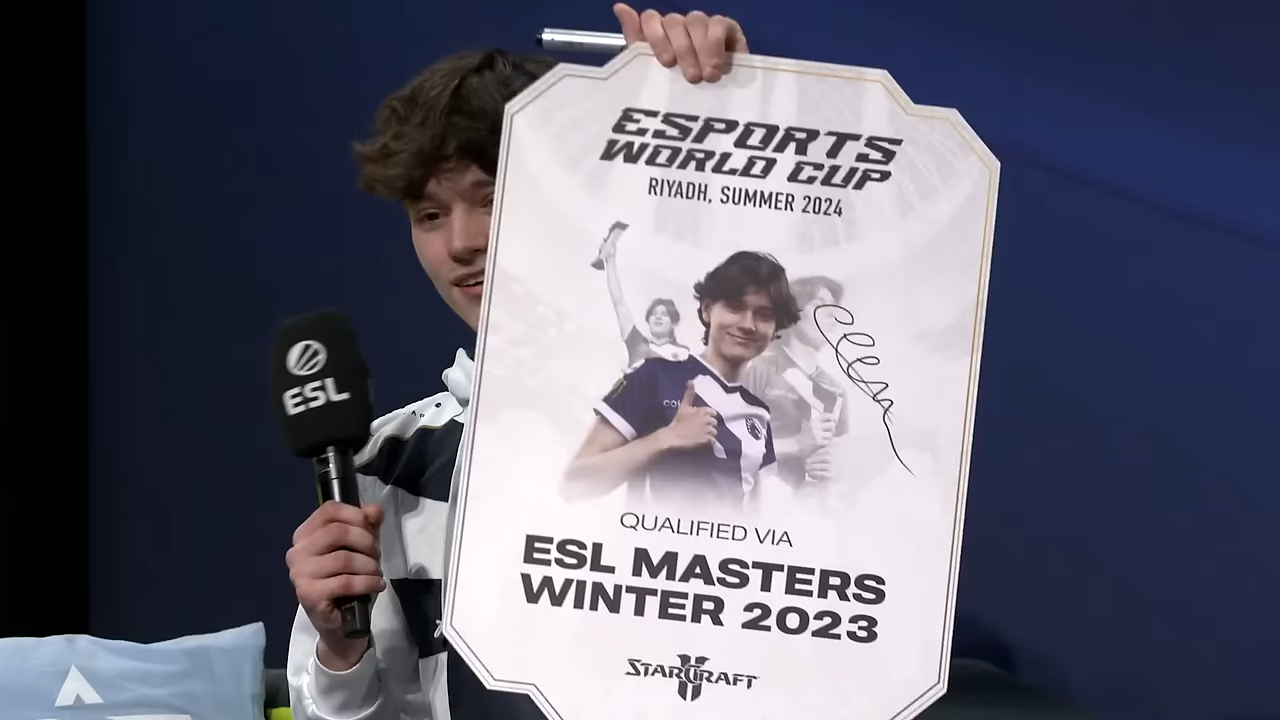 ESPORTS
WORLD CUP
RIYADH, SUMMER 2024
ESL
QUALIFIED VIA
ESL MASTERS
WINTER 2023
STARCRAFT
II